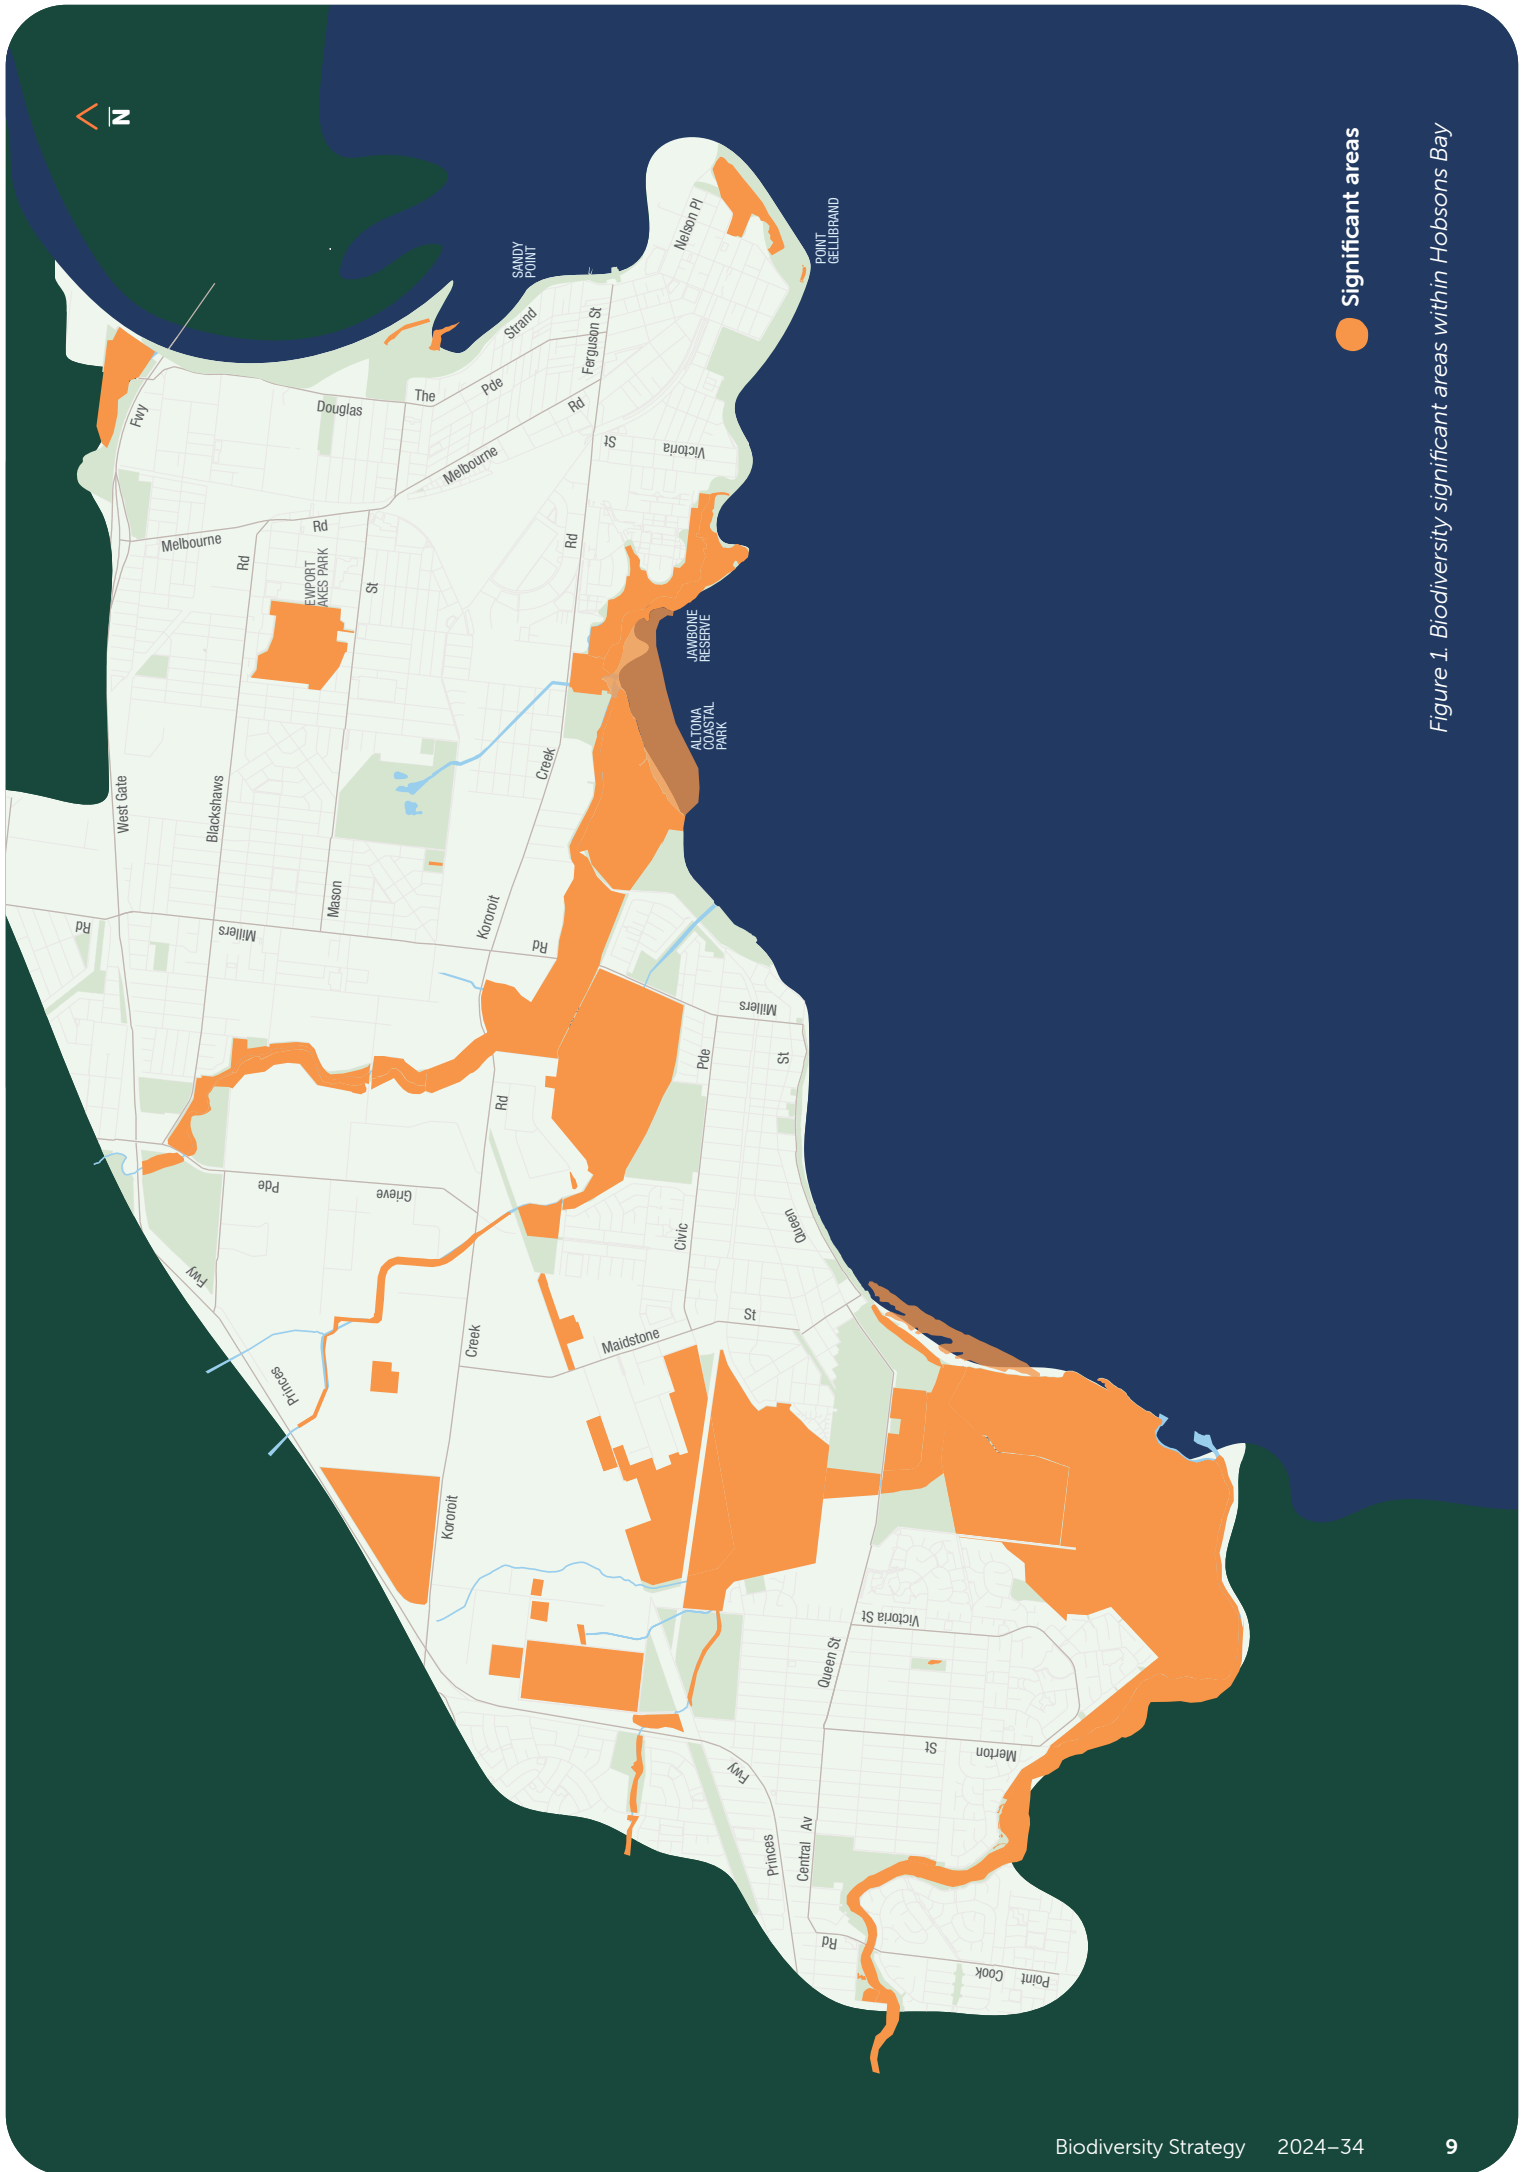 N
SANDY
POINT
Nelson Pl
POINT
GELLIBRAND
Significant areas
Figure 1. Biodiversity significant areas within Hobsons Bay
Strand
Ferguson St
Fwy
Douglas
The
Pde
Rd
Melbourne
St
Victoria
Melbourne
Rd
Rd
Rd
EWPORT
AKES PARK
St
JAWBONE
RESERVE
ALTONA
COASTAL
PARK
West Gate
Blackshaws
Creek
Mason
Kororoit
Rd
Millers
Rd
Millers
Pde
St
Rd
Pde
Grieve
Civic
Queen
Fwy
Princes
Creek
Maidstone
St
Kororoit
Victoria St
Queen St
St
Merton
Fwy
Princes
Central Av
Rd
Cook
Point
Biodiversity Strategy 2024–34 9